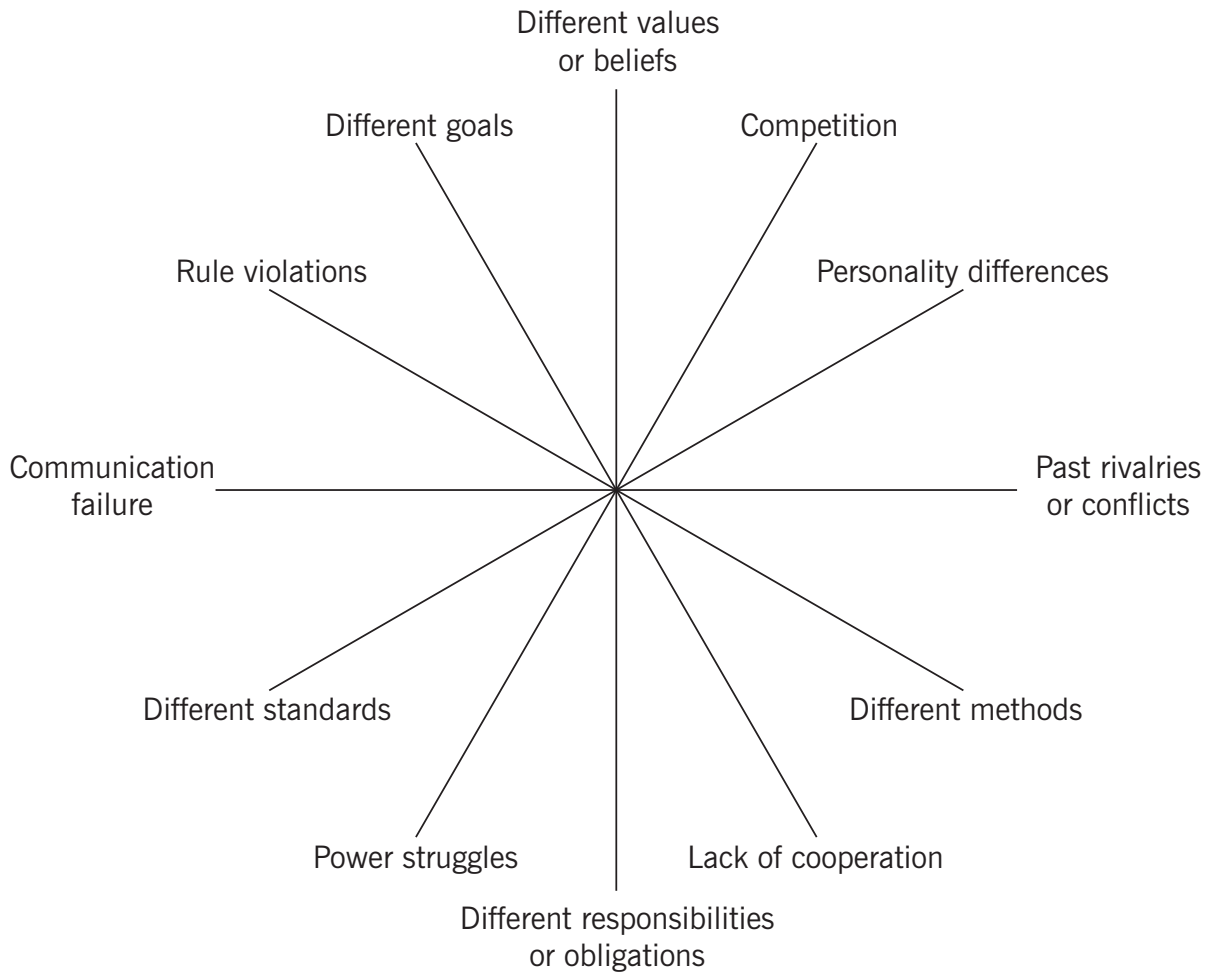 Different values
or beliefs
Different goals
Competition
Rule violations
Personality differences
Communication
failure
Past rivalries
or conflicts
Different standards
Different methods
Power struggles
Lack of cooperation
Different responsibilities
or obligations